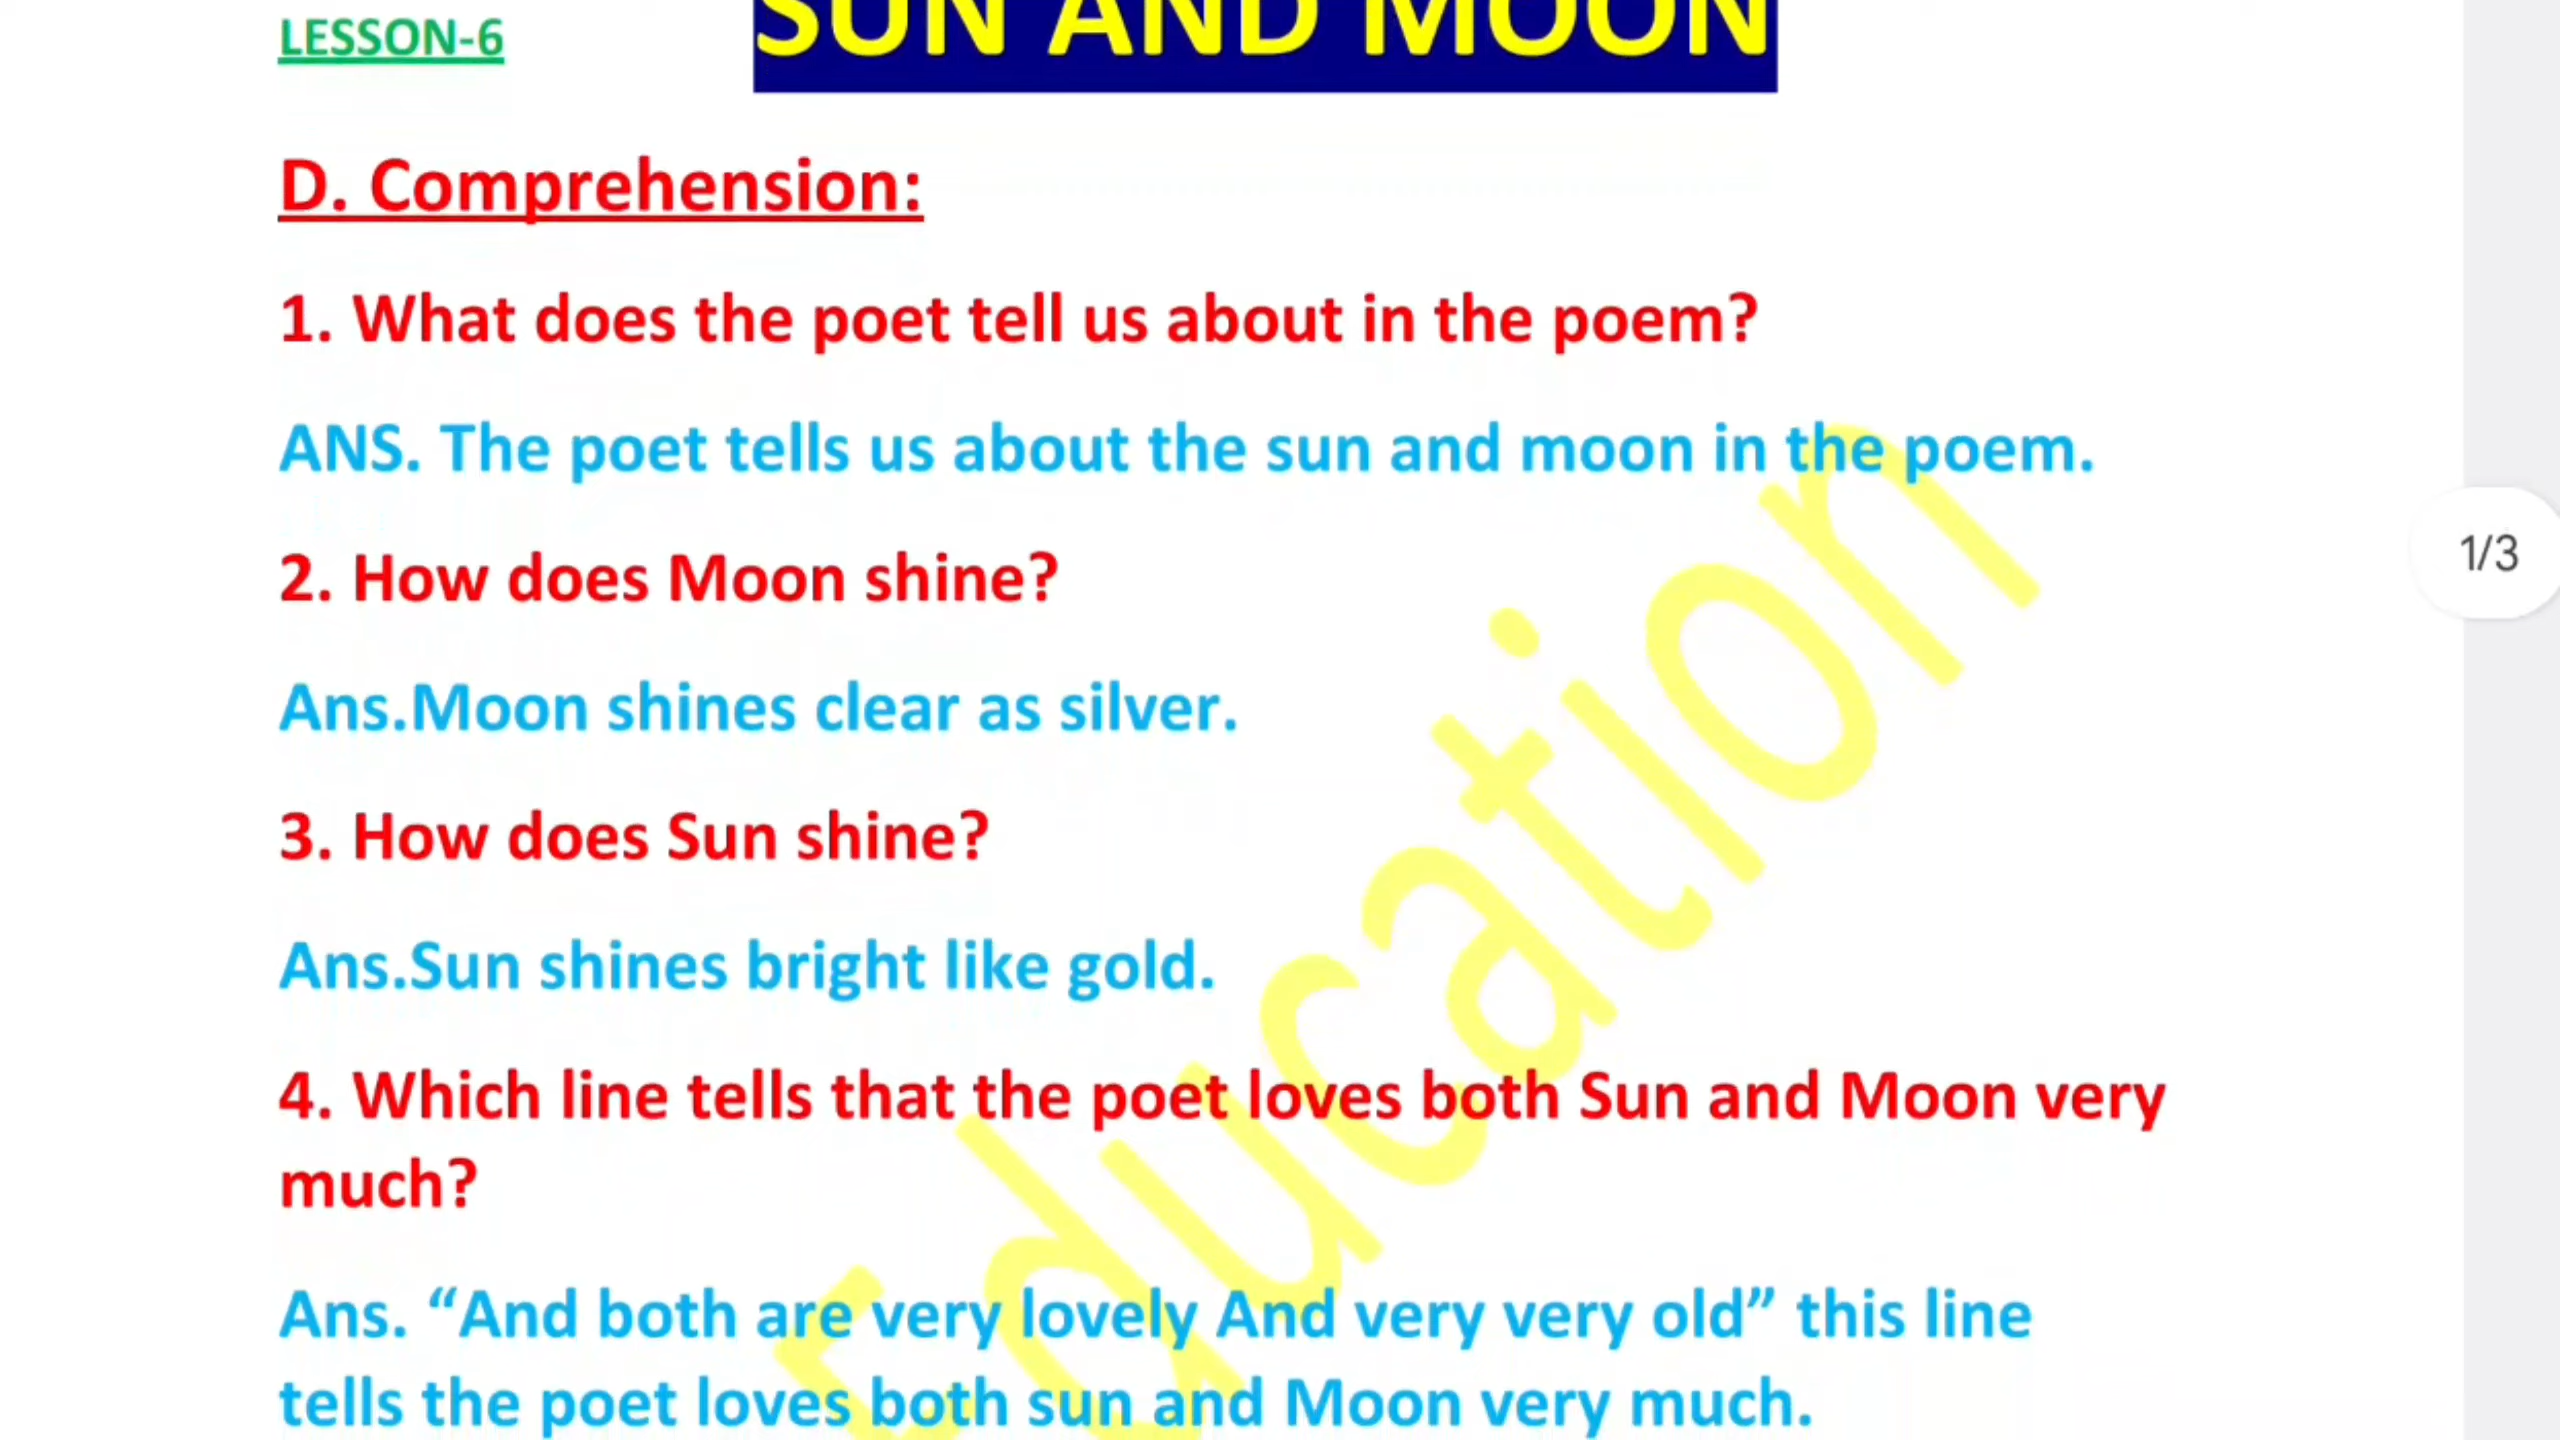 LESSON-6
SUN AND MOON
D. Comprehension:
1. What does the poet tell us about in the poem?
ANS. The poet tells us about the sun and moon in the poem.
2. How does Moon shine?
Ans.Moon shines clear as silver.
3. How does Sun shine?
Ans.Sun shines bright like gold.
4. Which line tells that the poet loves both Sun and Moon very
much?
Ans. “And both are very lovely And very very old” this line
tells the poet loves both sun and Moon very much.
Education
1/3